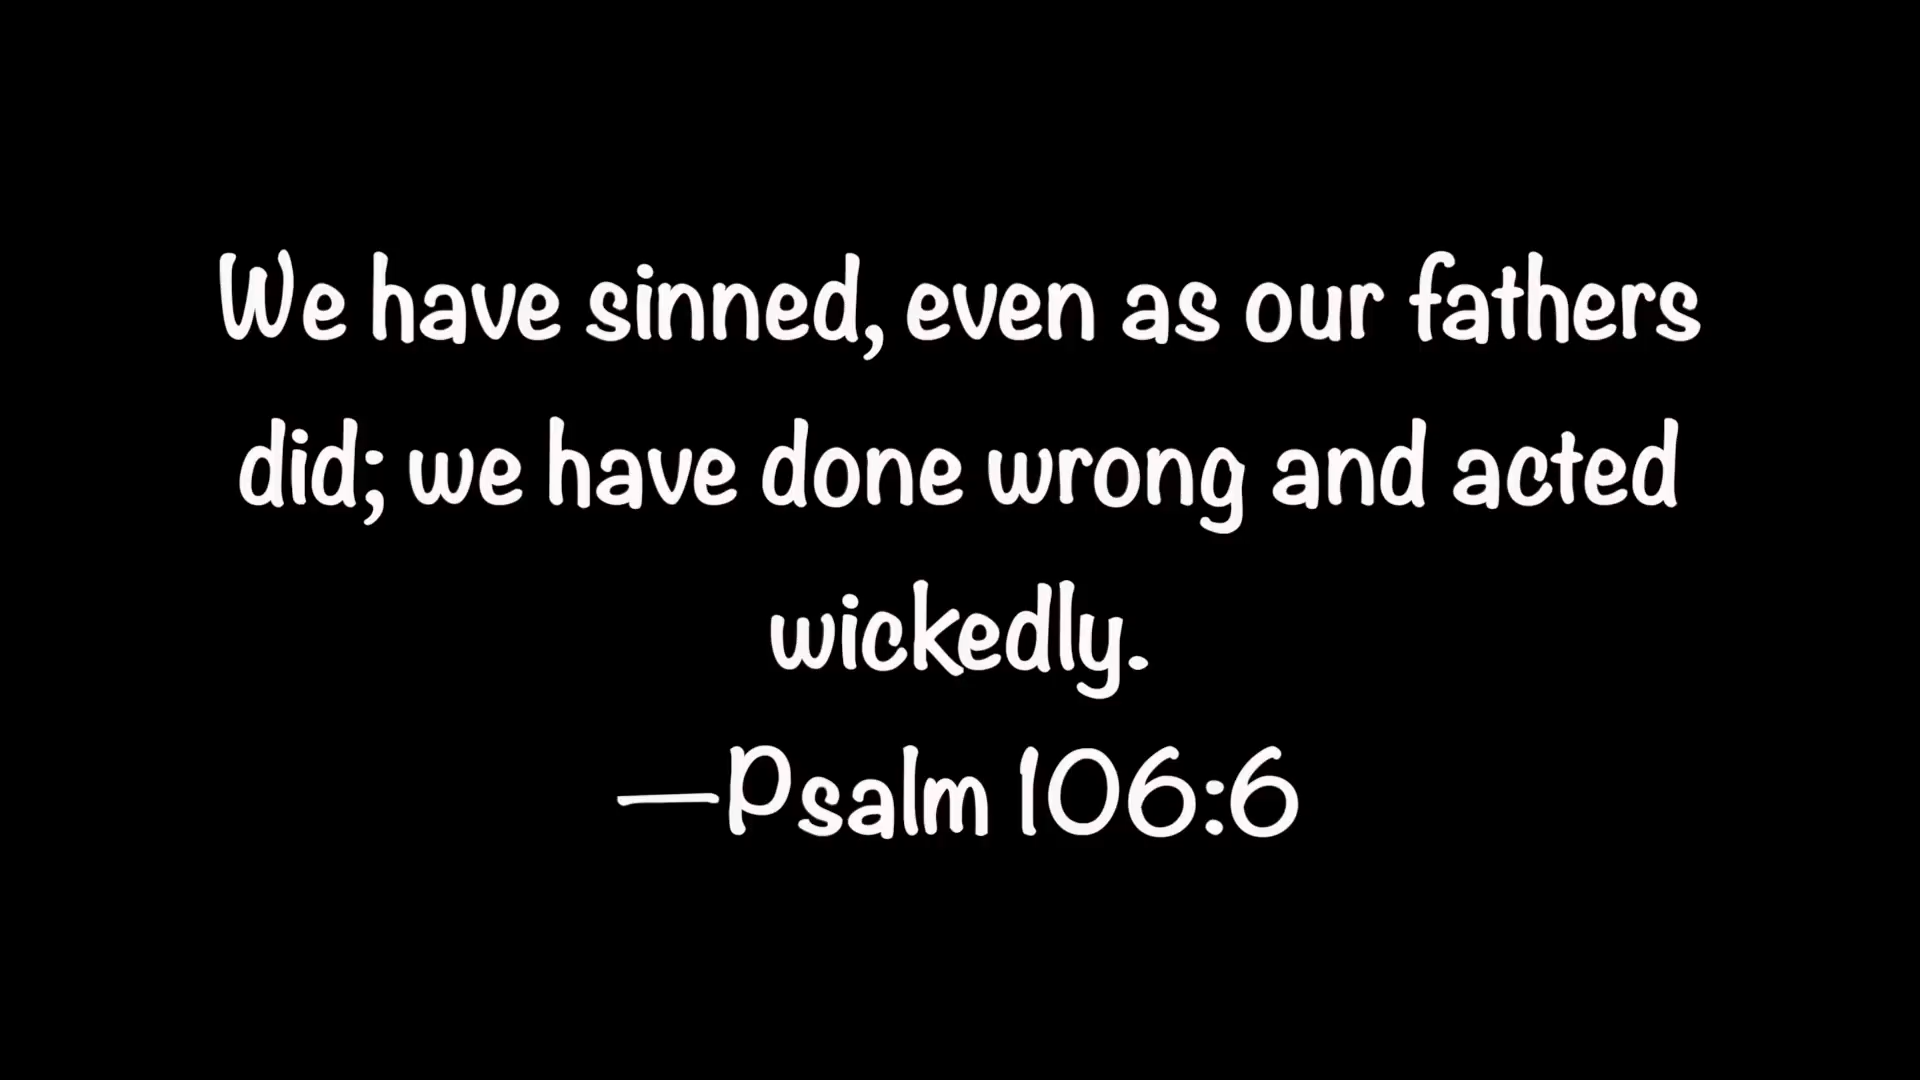 We have sinned, even as our fathers
did; we have done wrong and acted
wickedly.
—Psalm 106:6